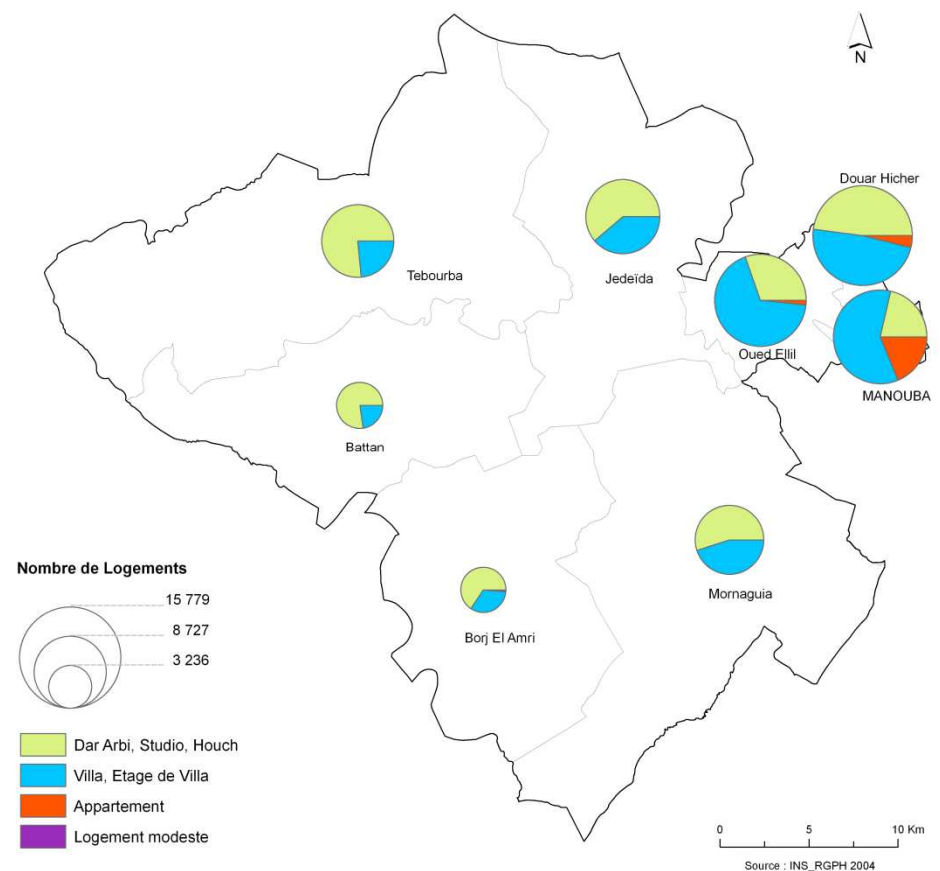 N
Douar Hicher
Tebourba
Jedeïda
Oued Ellil
MANOUBA
Battan
Mornaguia
Borj El Amri
Nombre de Logements
15 779
8 727
3 236
Dar Arbi, Studio, Houch
Villa, Etage de Villa
Appartement
Logement modeste
0 5 10 Km
Source : INS_RGPH 2004